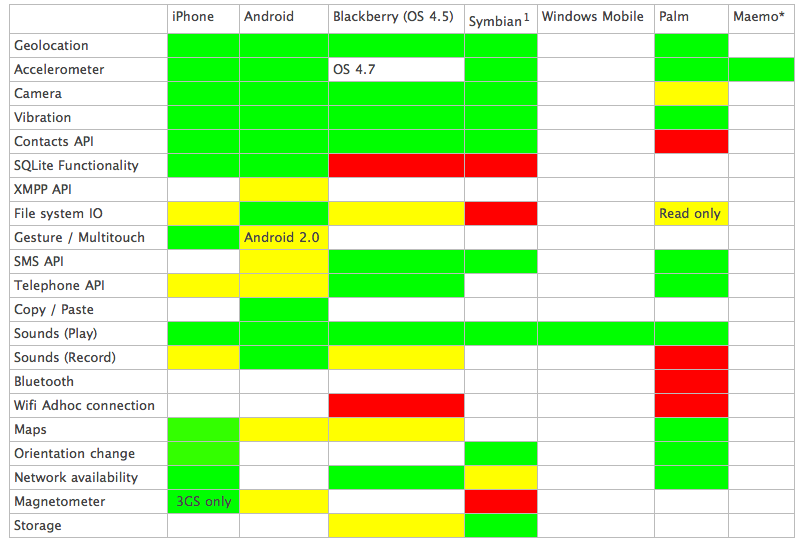 iPhone Android Blackberry (OS 4.5) Symbian1 Windows Mobile Palm Maemo*
Geolocation
Accelerometer OS 4.7
Camera
Vibration
Contacts API
SQLite Functionality
XMPP API
File system IO Read only
Gesture / Multitouch Android 2.0
SMS API
Telephone API
Copy / Paste
Sounds (Play)
Sounds (Record)
Bluetooth
Wifi Adhoc connection
Maps
Orientation change
Network availability
Magnetometer 3GS only
Storage